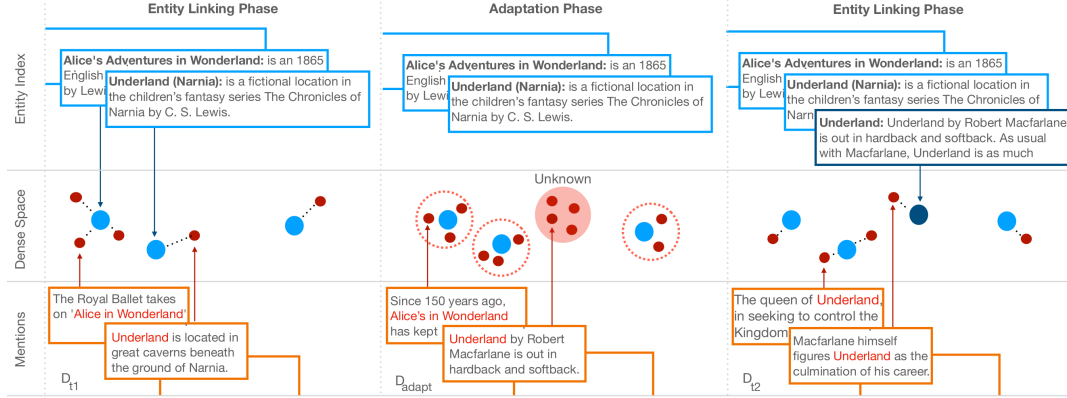 Entity Linking Phase
Adaptation Phase
Entity Linking Phase
Entity Index
Alice's Adventures in Wonderland: is an 1865
English
by Lewi
Underland (Narnia): is a fictional location in
the children's fantasy series The Chronicles of
Narnia by C. S. Lewis.
Alice's Adventures in Wonderland: is an 1865
English
by Lewi
Underland (Narnia): is a fictional location in
the children's fantasy series The Chronicles of
Narnia by C. S. Lewis.
Alice's Adventures in Wonderland: is an 1865
English
by Lewi
Underland (Narnia): is a fictional location in
the children's fantasy series The Chronicles of
Narn
Underland: Underland by Robert Macfarlane
is out in hardback and softback. As usual
with Macfarlane, Underland is as much
Dense Space
Unknown
Mentions
The Royal Ballet takes
on 'Alice in Wonderland'
Underland is located in
great caverns beneath
the ground of Narnia.
Dt1
Since 150 years ago,
Alice's in Wonderland
has kept
Underland by Robert
Macfarlane is out in
hardback and softback.
Dadapt
The queen of Underland,
in seeking to control the
Kingdom
Macfarlane himself
figures Underland as the
culmination of his career.
Dt2